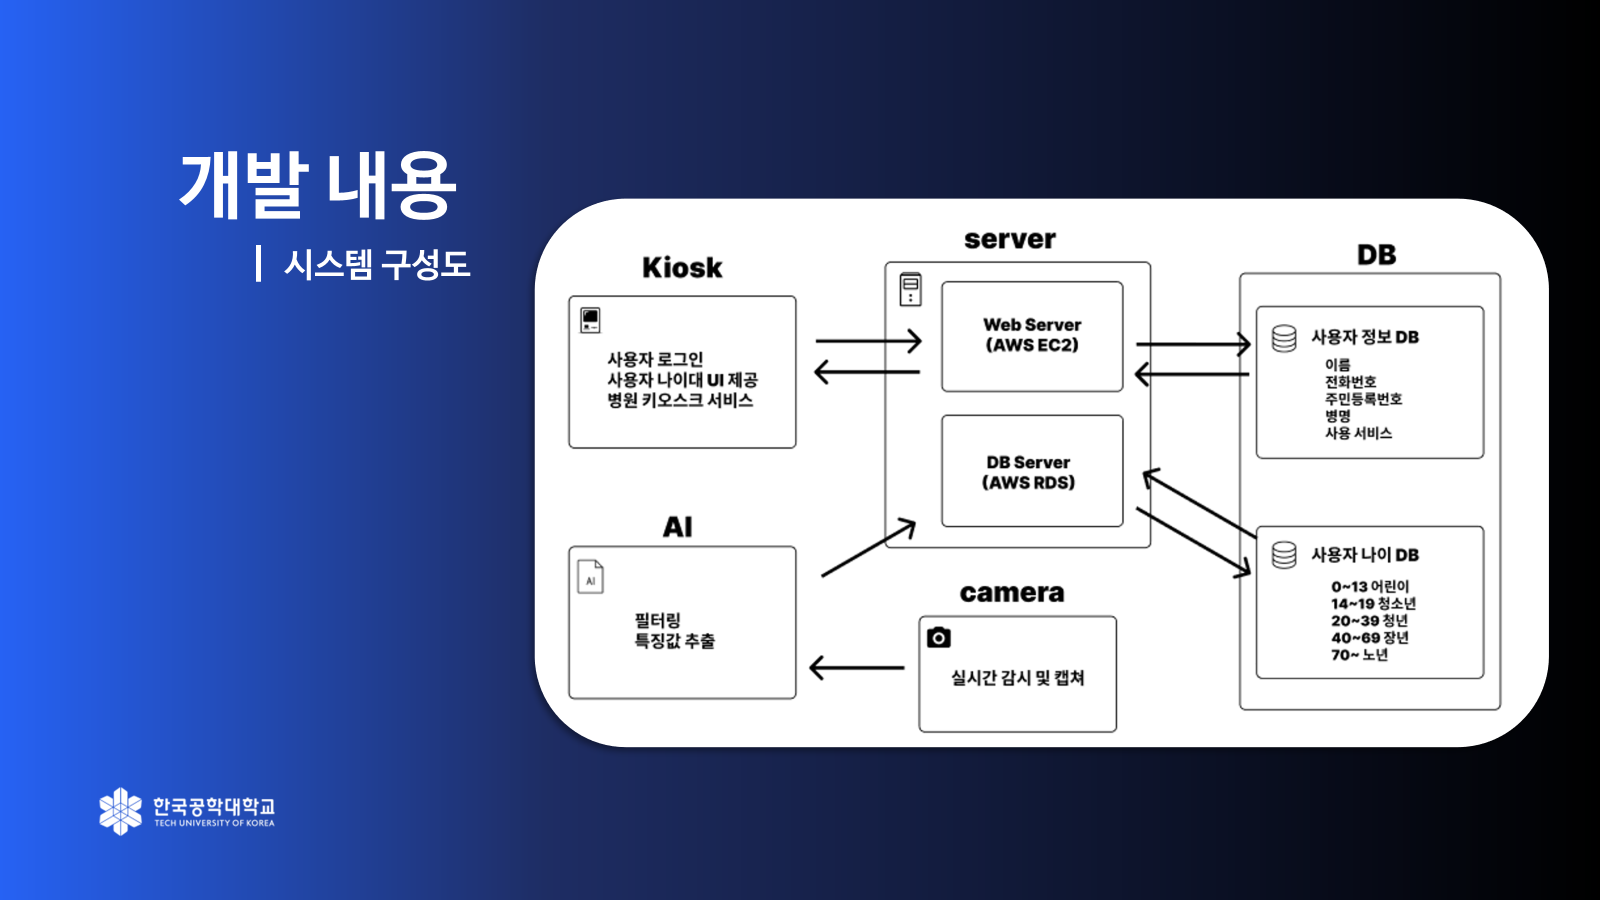 개발 내용
시스템 구성도
Kiosk
사용자 로그인
사용자 나이대 UI 제공
병원 키오스크 서비스
server
Web Server
(AWS EC2)
DB Server
(AWS RDS)
DB
사용자 정보 DB
이름
전화번호
주민등록번호
병명
사용 서비스
사용자 나이 DB
0~13 어린이
14~19 청소년
20~39 청년
40~69 장년
70~ 노년
AI
AI
필터링
특징값 추출
camera
실시간 감시 및 캡쳐
한국공학대학교
TECH UNIVERSITY OF KOREA